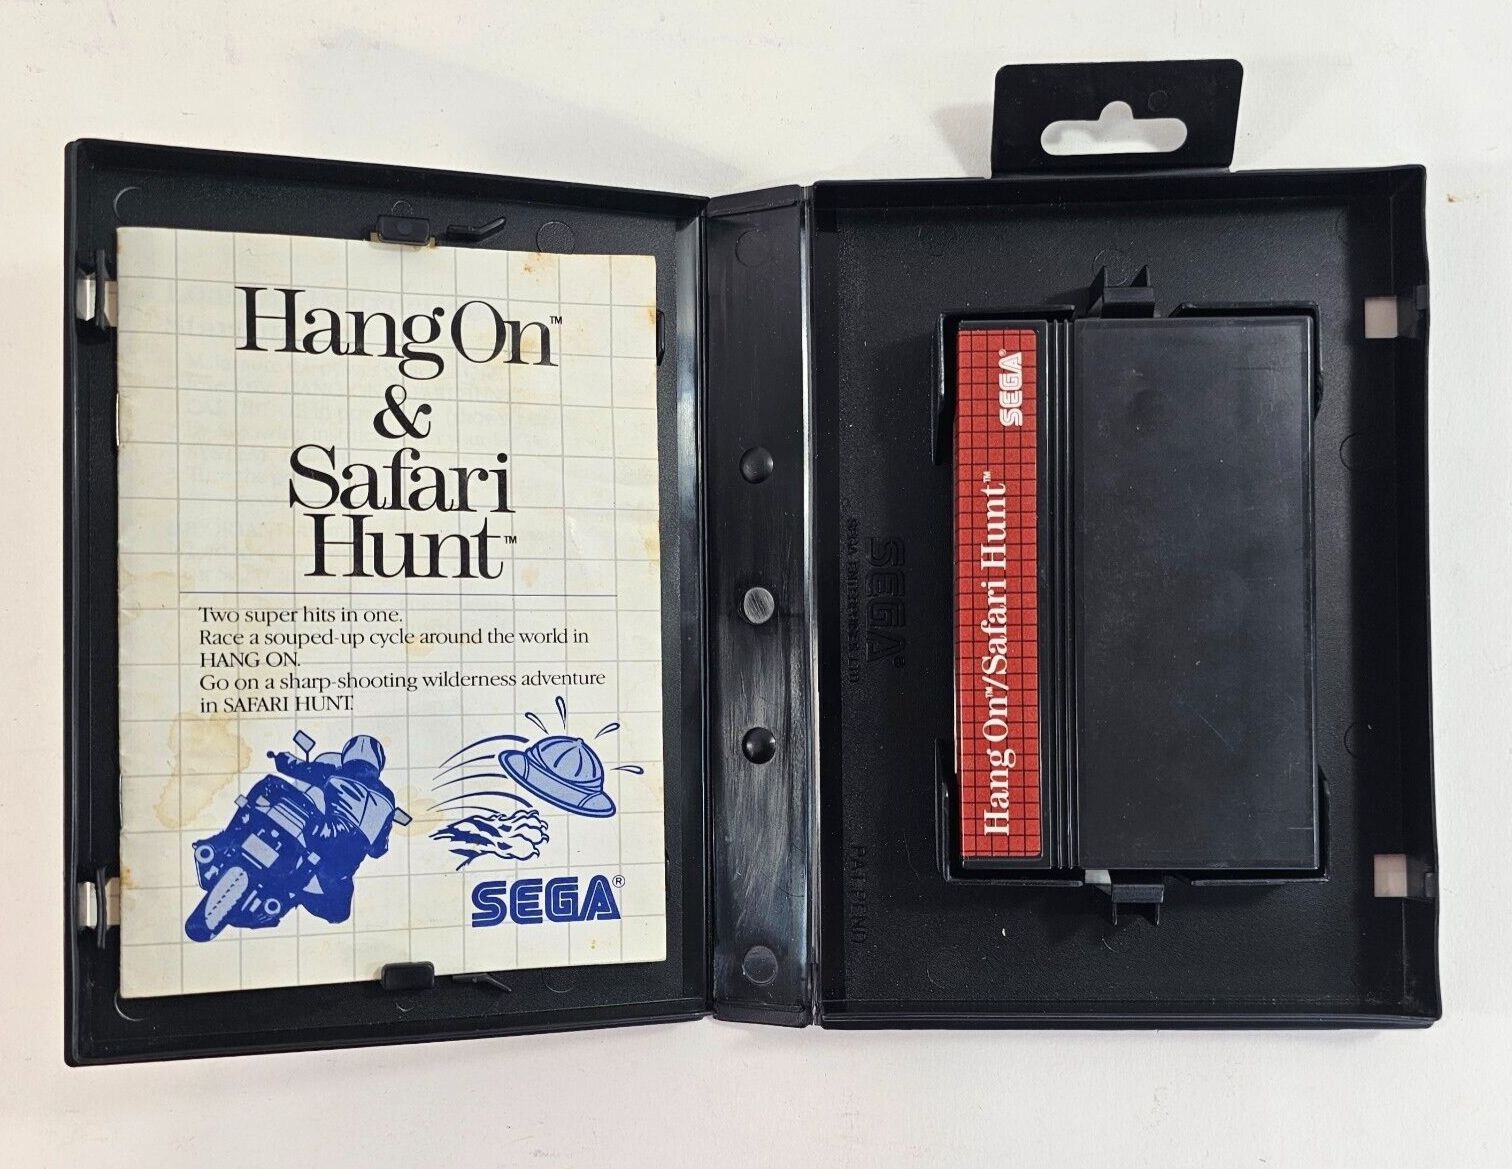 Hang On™
&
Safari
Hunt™
Two super hits in one.
Race a souped-up cycle around the world in
HANG ON.
Go on a sharp-shooting wilderness adventure
in SAFARI HUNT.
SEGA®
SEGA®
PAT PEND
Hang On™/Safari Hunt™
SEGA®